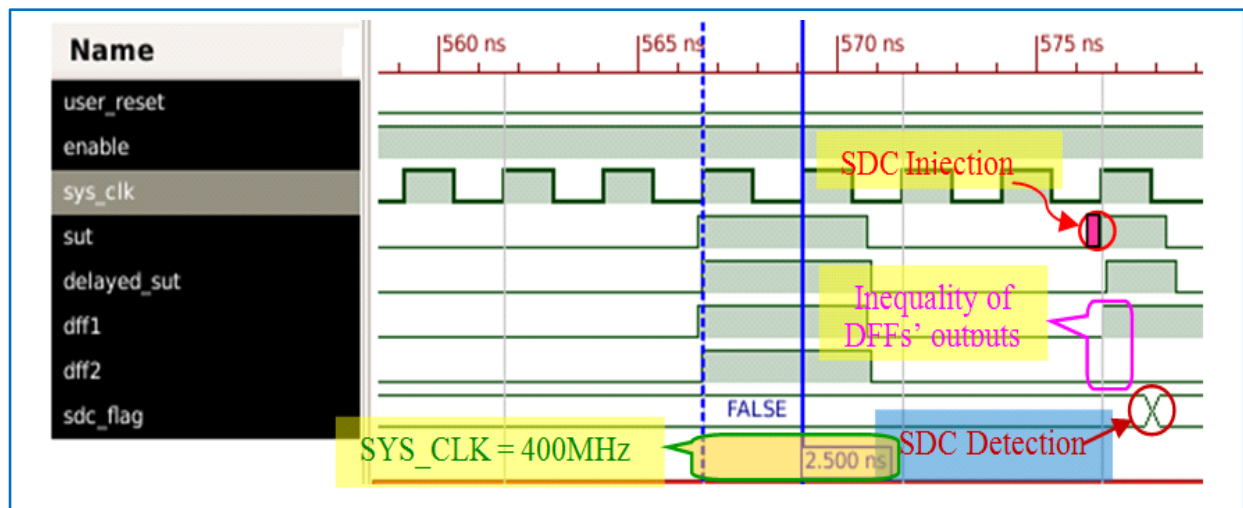 Name
560 ns 565 ns 570 ns 575 ns
user_reset
enable
sys_clk
sut
delayed_sut
dff1
dff2
sdc_flag
SDC Injection
Inequality of
DFFs' outputs
FALSE
SYS_CLK = 400MHz
2.500 ns
SDC Detection